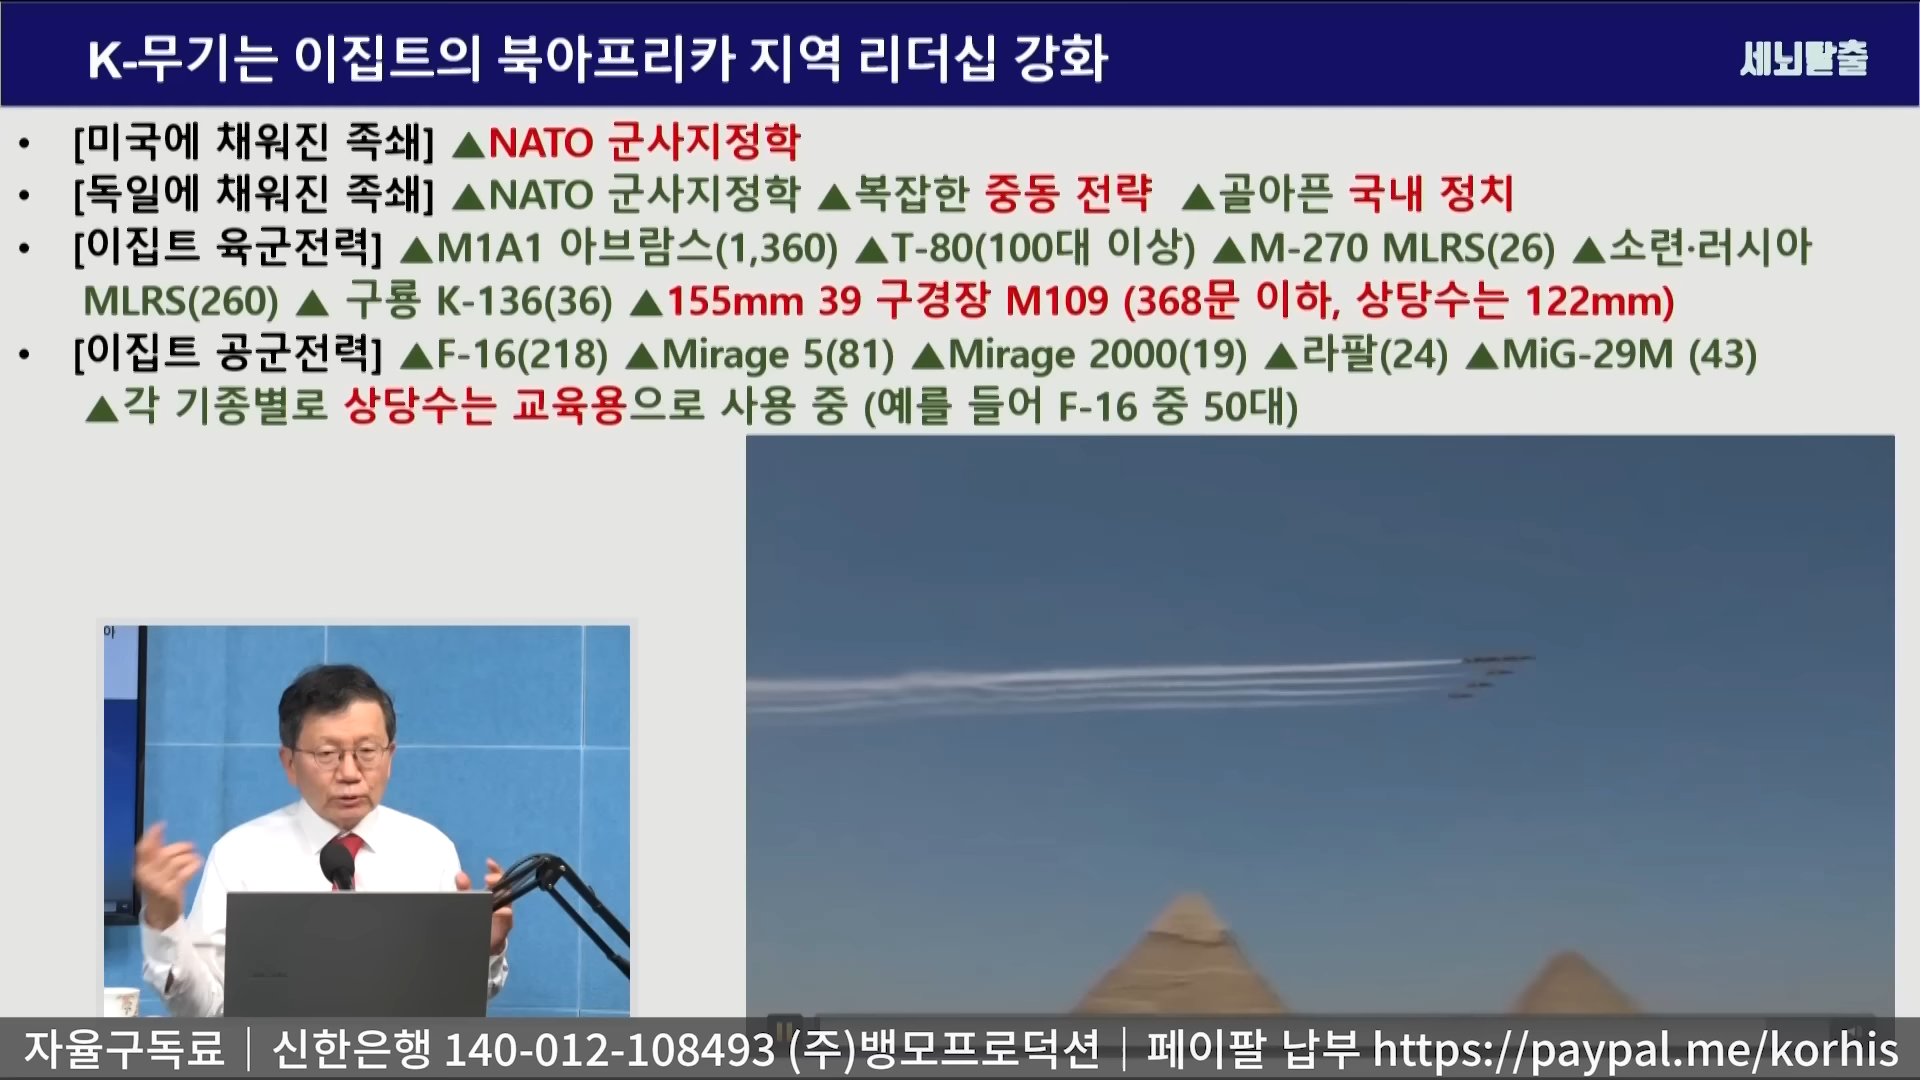 K-무기는 이집트의 북아프리카 지역 리더십 강화
세뇌탈출
• [미국에 채워진 족쇄] ▲NATO 군사지정학
• [독일에 채워진 족쇄] ▲NATO 군사지정학 ▲복잡한 중동 전략 ▲골아픈 국내 정치
• [이집트 육군전력] ▲M1A1 아브람스(1,360) ▲T-80(100대 이상) ▲M-270 MLRS(26) ▲소련·러시아
MLRS(260) ▲ 구룡 K-136(36) ▲155mm 39 구경장 M109 (368문 이하, 상당수는 122mm)
• [이집트 공군전력] ▲F-16(218) ▲Mirage 5(81) ▲Mirage 2000(19) ▲라팔(24) ▲MiG-29M (43)
▲각 기종별로 상당수는 교육용으로 사용 중 (예를 들어 F-16 중 50대)
아
자율구독료 | 신한은행 140-012-108493 (주)뱅모프로덕션 | 페이팔 납부 https://paypal.me/korhis